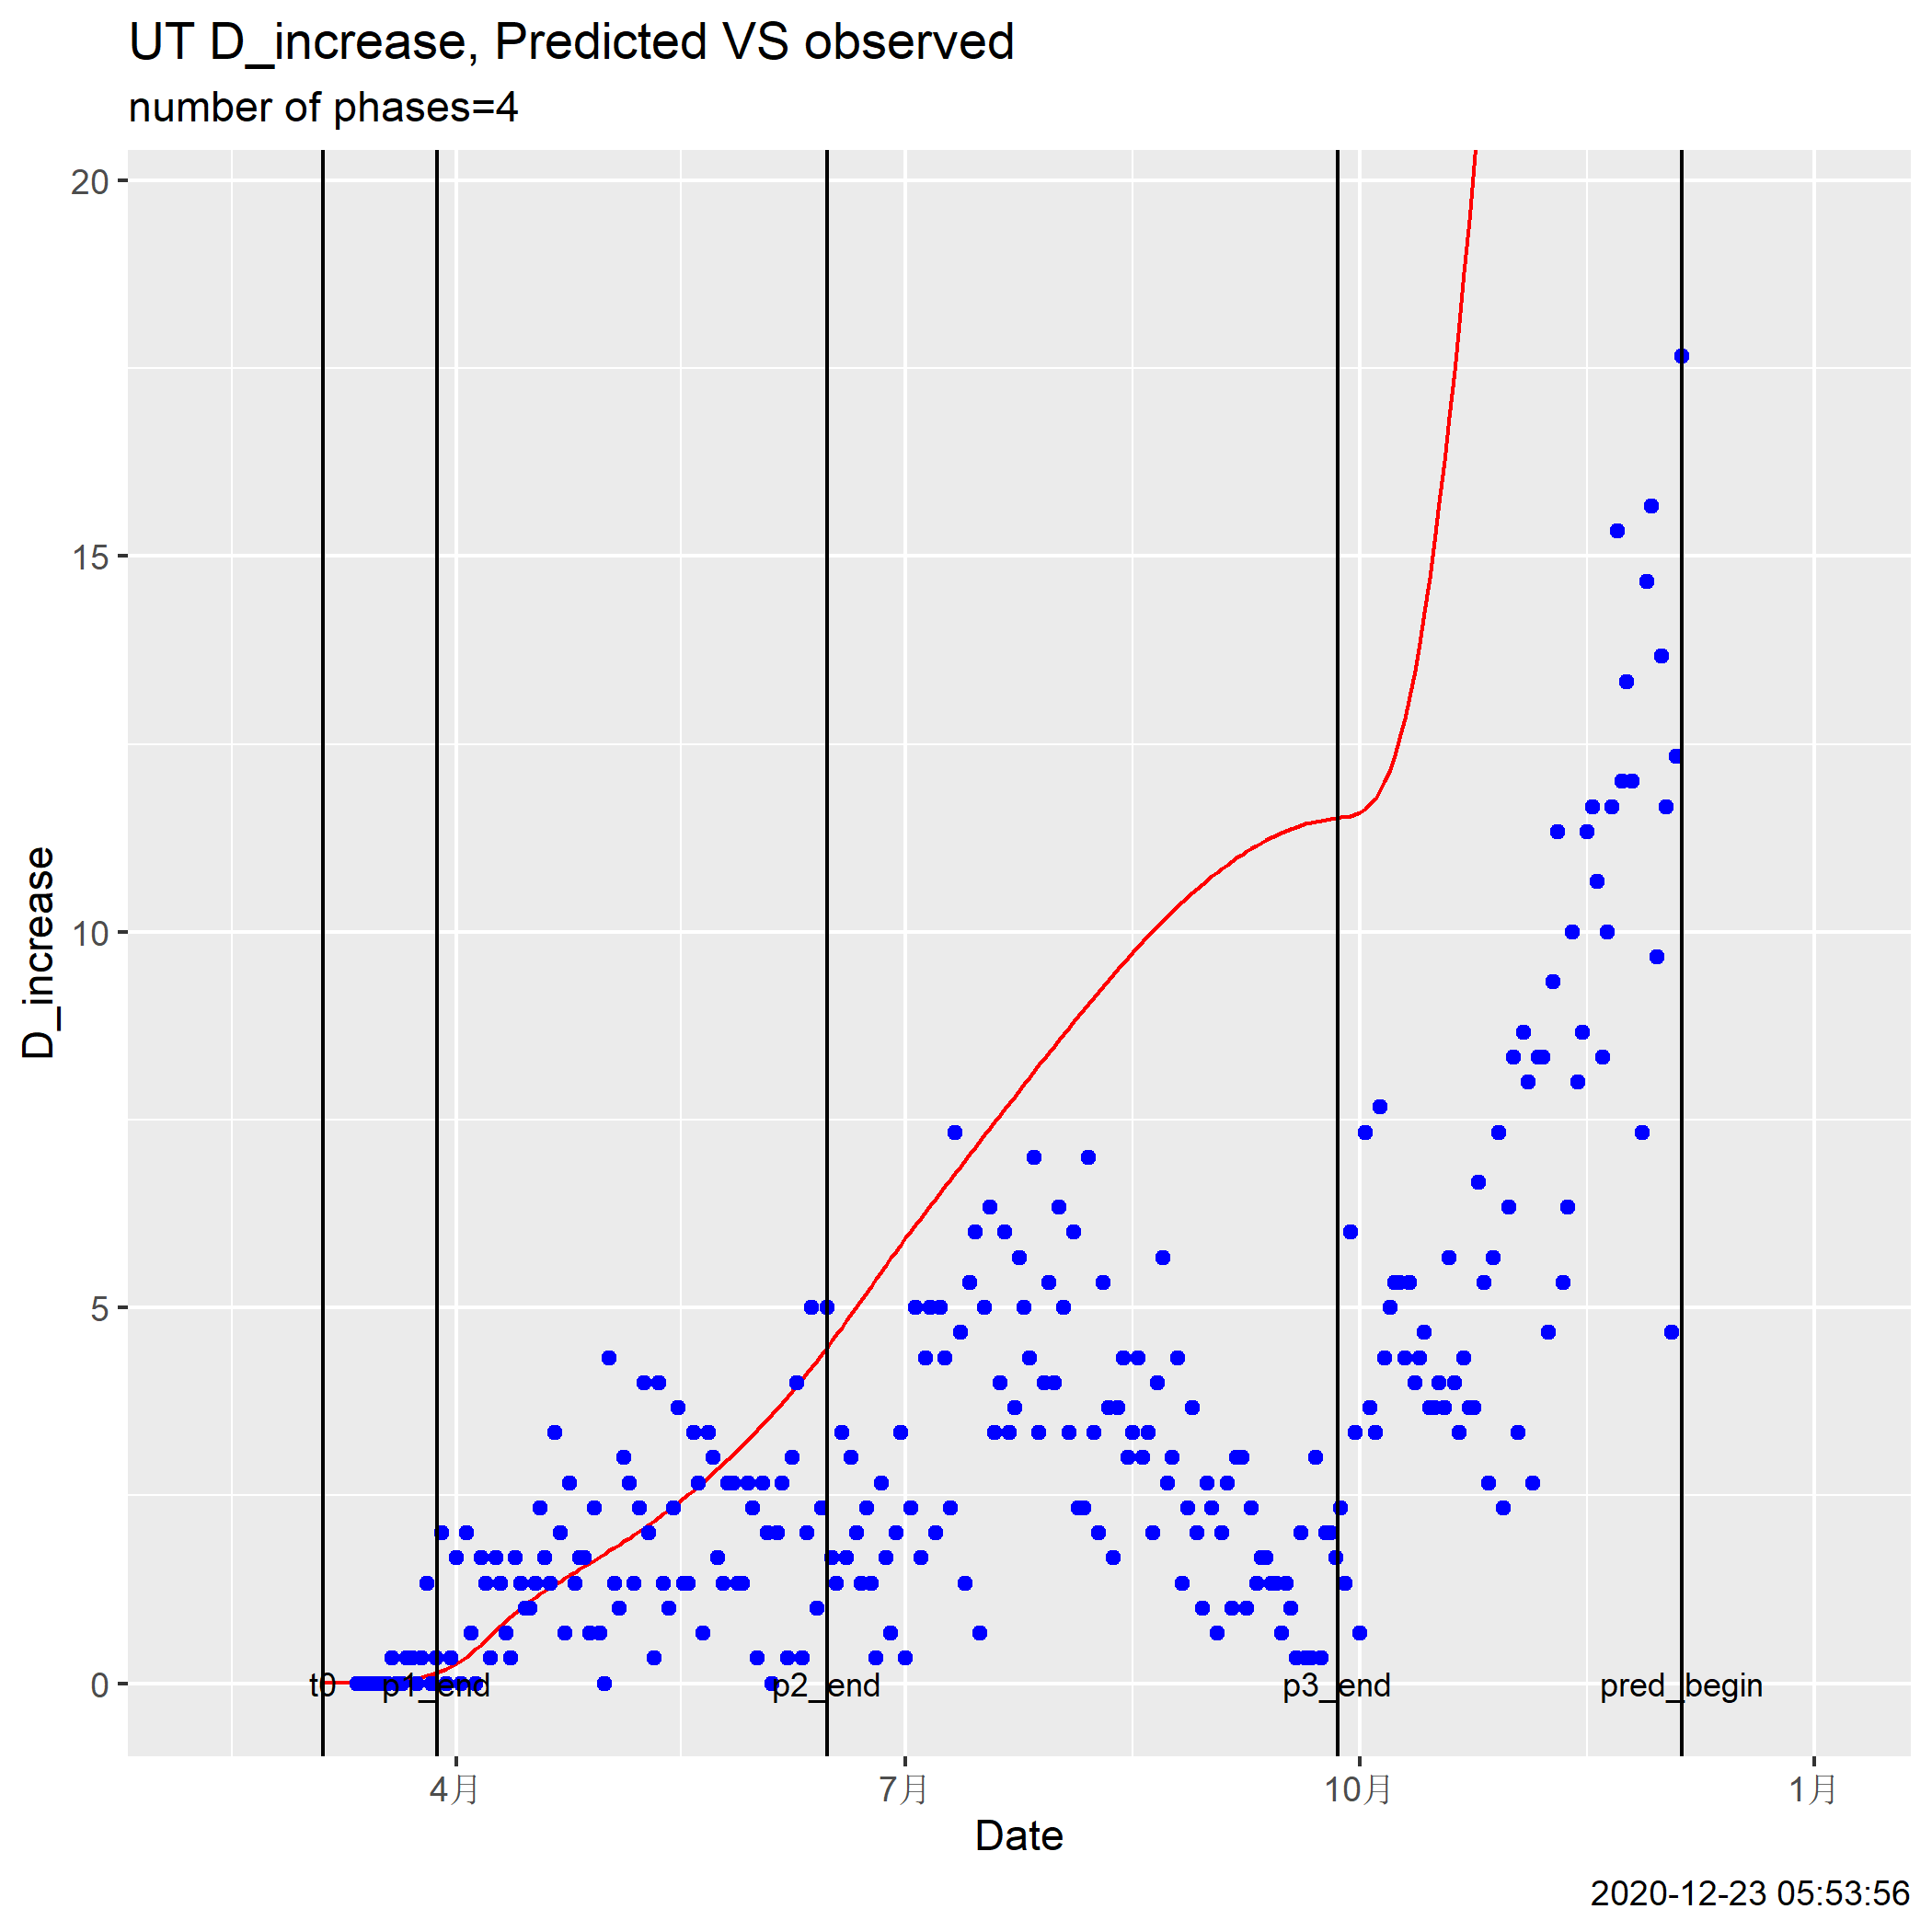 UT D_increase, Predicted VS observed
number of phases=4
20
15
10
5
0
D_increase
t0
p1_end
p2_end
p3_end
pred_begin
4月
7月
10月
1月
Date
2020-12-23 05:53:56